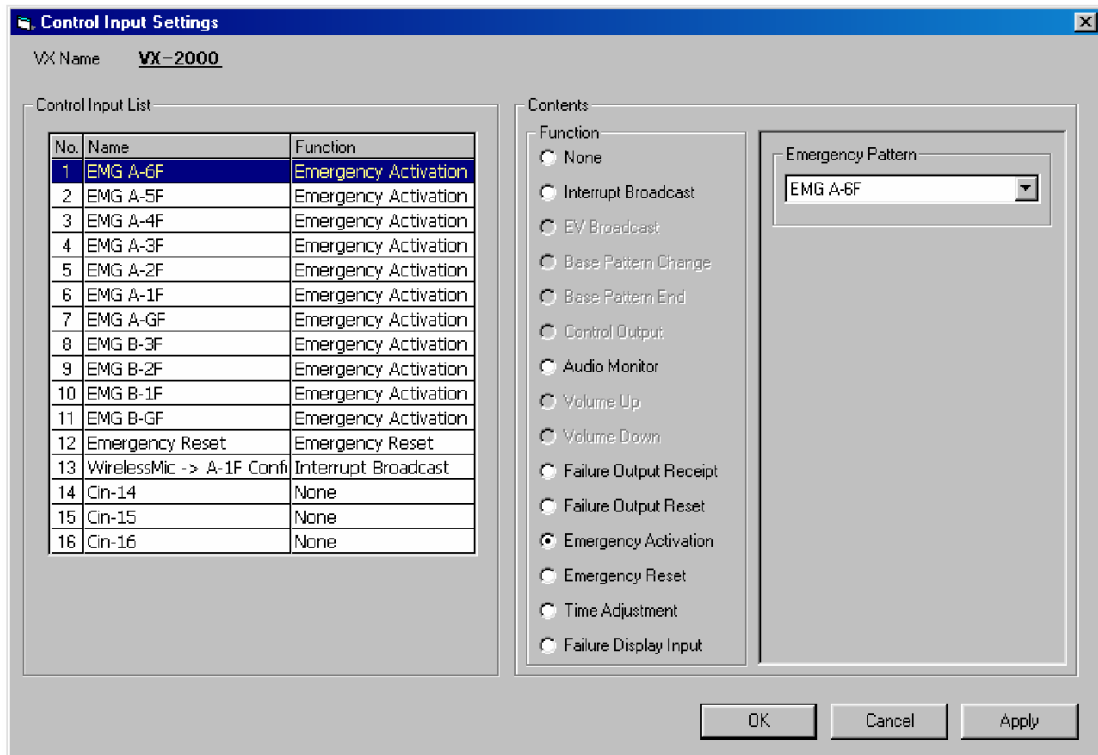 Control Input Settings
VX Name VX-2000
Control Input List
No. Name Function
1 EMG A-6F Emergency Activation
2 EMG A-5F Emergency Activation
3 EMG A-4F Emergency Activation
4 EMG A-3F Emergency Activation
5 EMG A-2F Emergency Activation
6 EMG A-1F Emergency Activation
7 EMG A-GF Emergency Activation
8 EMG B-3F Emergency Activation
9 EMG B-2F Emergency Activation
10 EMG B-1F Emergency Activation
11 EMG B-GF Emergency Activation
12 Emergency Reset Emergency Reset
13 WirelessMic -> A-1F Confi Interrupt Broadcast
14 Cin-14 None
15 Cin-15 None
16 Cin-16 None
Contents
Function
None
Interrupt Broadcast
EV Broadcast
Base Pattern Change
Base Pattern End
Control Output
Audio Monitor
Volume Up
Volume Down
Failure Output Receipt
Failure Output Reset
Emergency Activation
Emergency Reset
Time Adjustment
Failure Display Input
Emergency Pattern
EMG A-6F
OK Cancel Apply